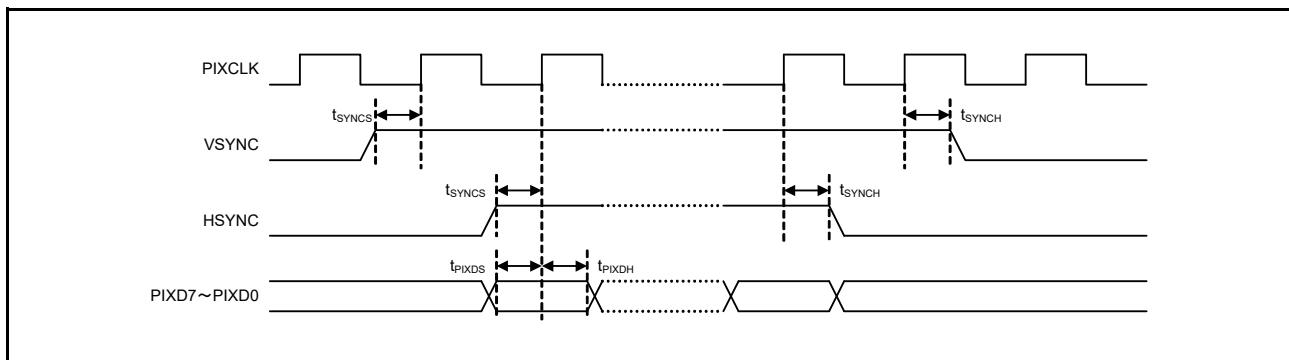 PIXCLK
tSYNCS
tSYNCH
VSYNC
tSYNCS
tSYNCH
HSYNC
tPIXDS
tPIXDH
PIXD7～PIXD0